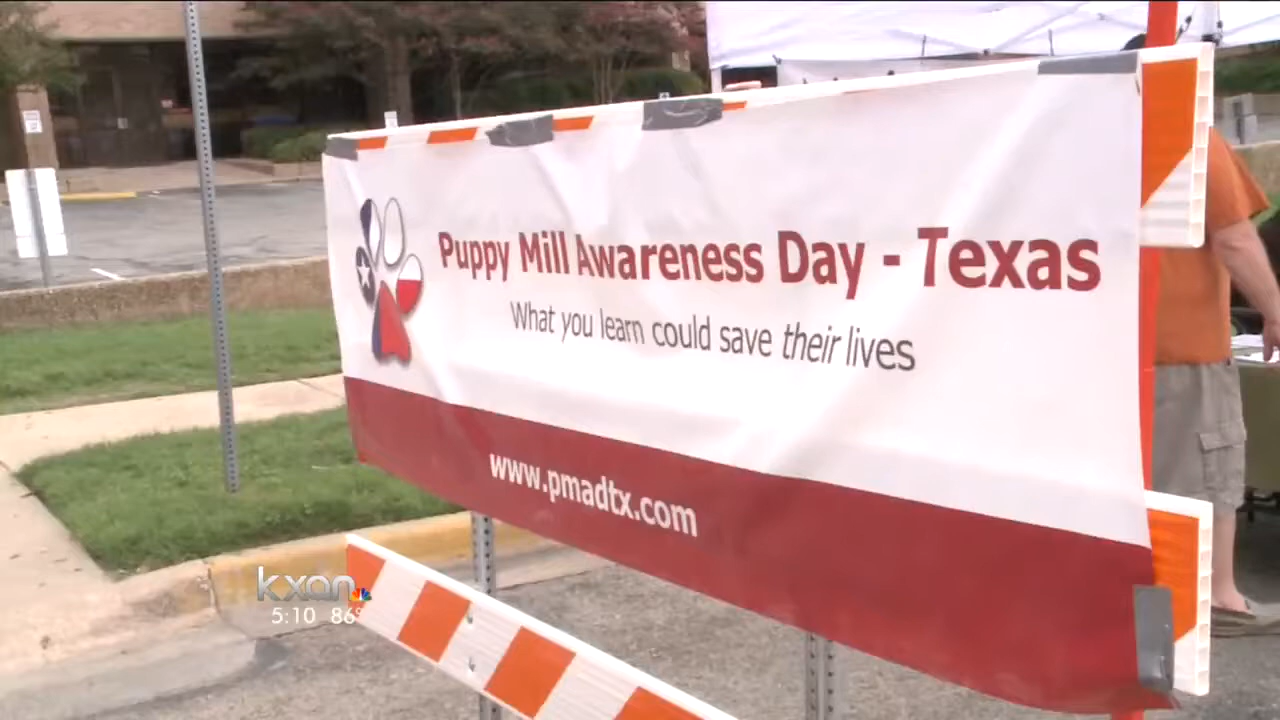 Puppy Mill Awareness Day - Texas
What you learn could save their lives
www.pmadtx.com
kxan
5:10 86°